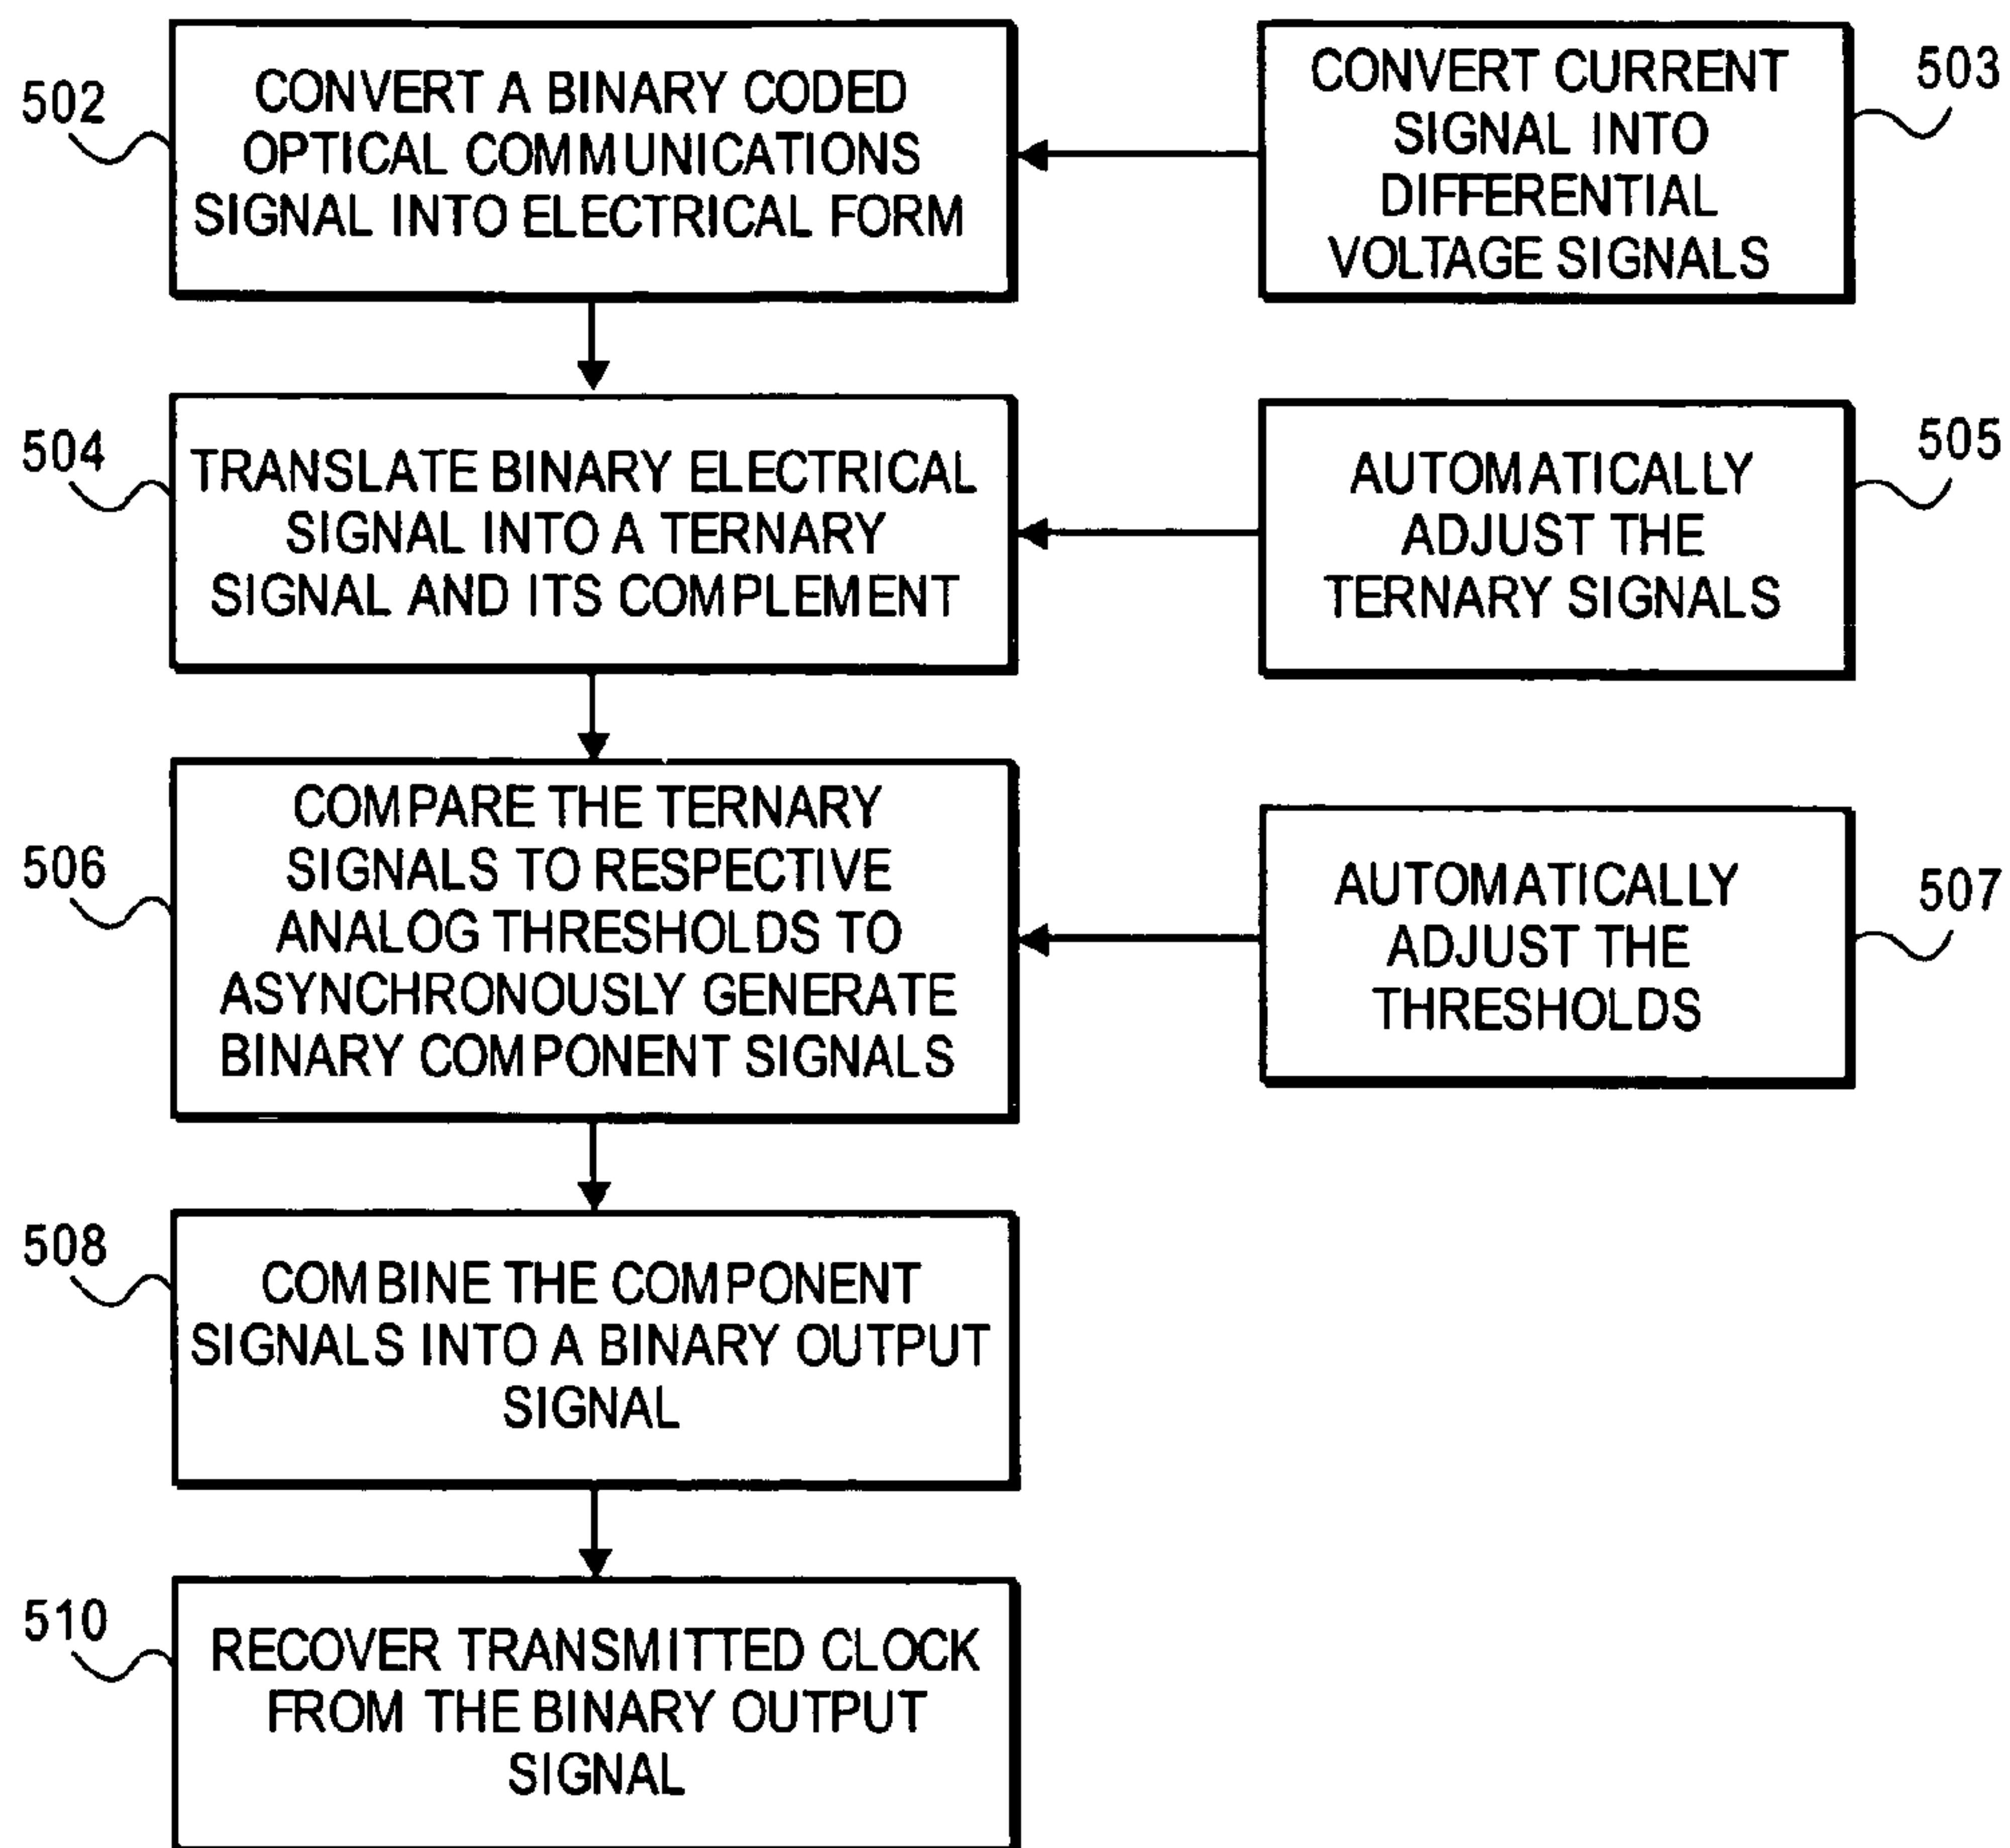 502
CONVERT A BINARY CODED
OPTICAL COMMUNICATIONS
SIGNAL INTO ELECTRICAL FORM
CONVERT CURRENT
SIGNAL INTO
DIFFERENTIAL
VOLTAGE SIGNALS
503
504
TRANSLATE BINARY ELECTRICAL
SIGNAL INTO A TERNARY
SIGNAL AND ITS COMPLEMENT
AUTOMATICALLY
ADJUST THE
TERNARY SIGNALS
505
506
COMPARE THE TERNARY
SIGNALS TO RESPECTIVE
ANALOG THRESHOLDS TO
ASYNCHRONOUSLY GENERATE
BINARY COMPONENT SIGNALS
AUTOMATICALLY
ADJUST THE
THRESHOLDS
507
508
COMBINE THE COMPONENT
SIGNALS INTO A BINARY OUTPUT
SIGNAL
510
RECOVER TRANSMITTED CLOCK
FROM THE BINARY OUTPUT
SIGNAL